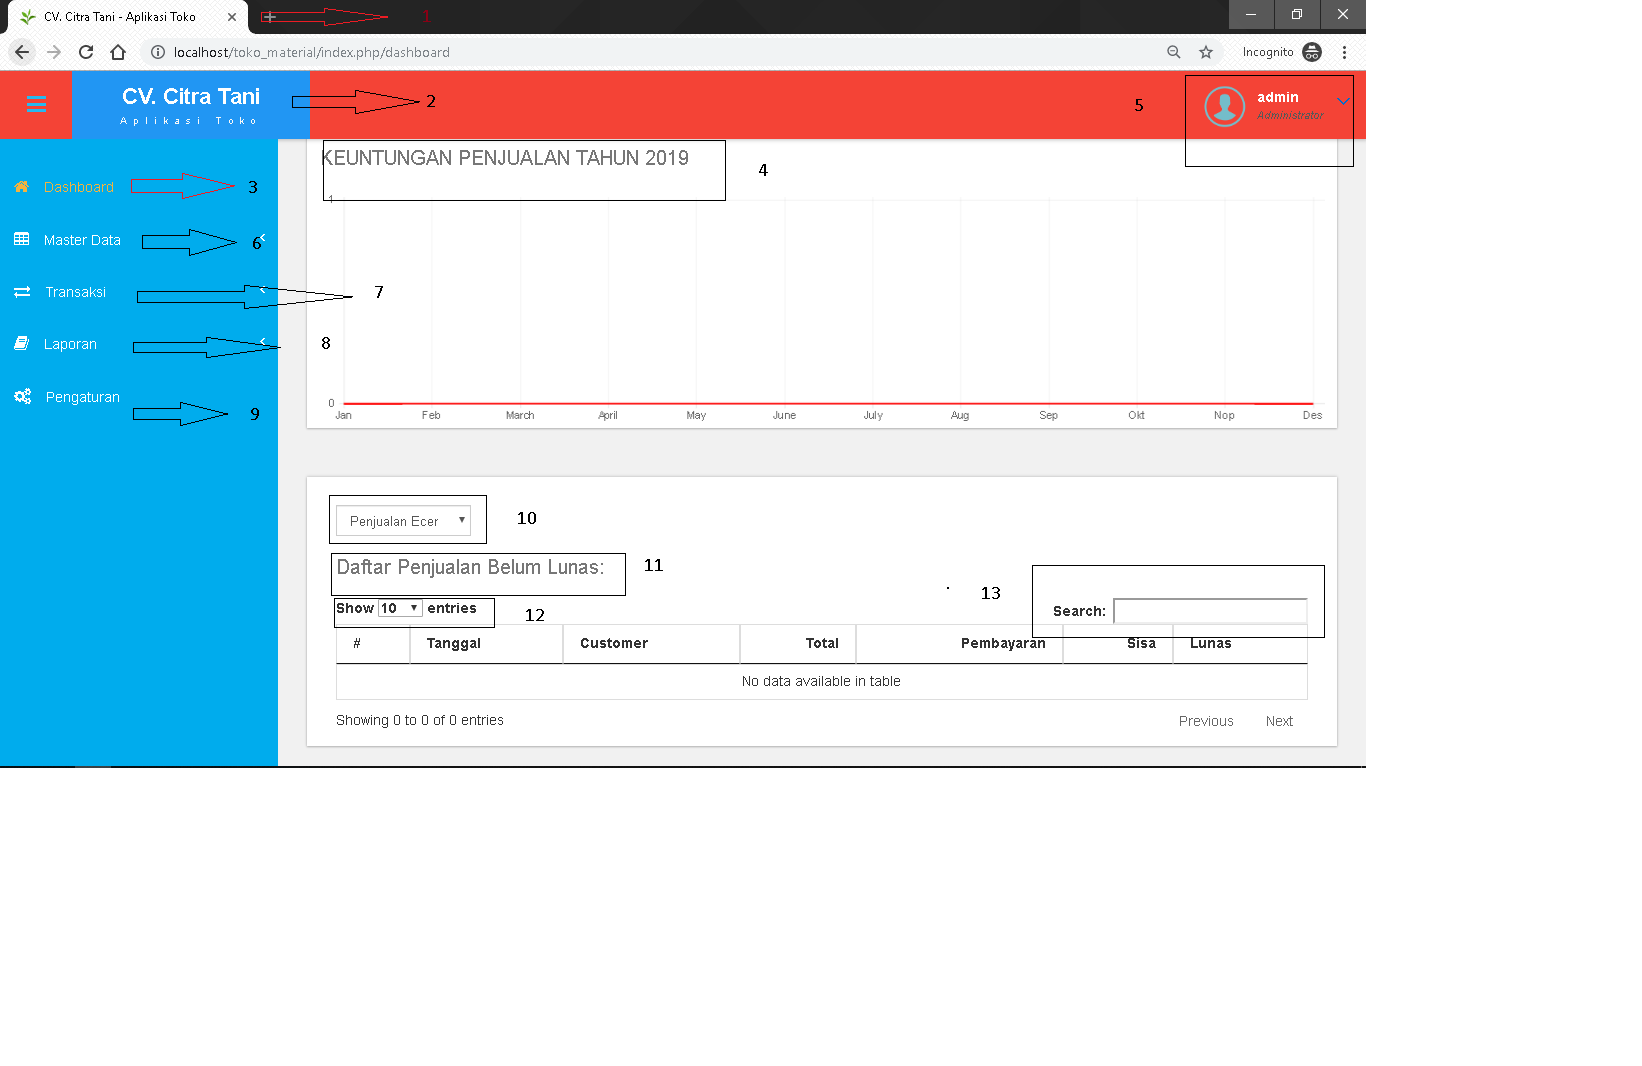 CV. Citra Tani - Aplikasi Toko
1
localhost/toko_material/index.php/dashboard
Incognito
CV. Citra Tani
Aplikasi Toko
2
5
admin
Administrator
KEUNTUNGAN PENJUALAN TAHUN 2019
4
Dashboard
3
Master Data
6
Transaksi
7
Laporan
8
Pengaturan
9
1
0
Jan Feb March April May June July Aug Sep Okt Nop Des
Penjualan Ecer
10
Daftar Penjualan Belum Lunas:
11
Show 10 entries
12
13
Search:
# Tanggal Customer Total Pembayaran Sisa Lunas
No data available in table
Showing 0 to 0 of 0 entries
Previous Next